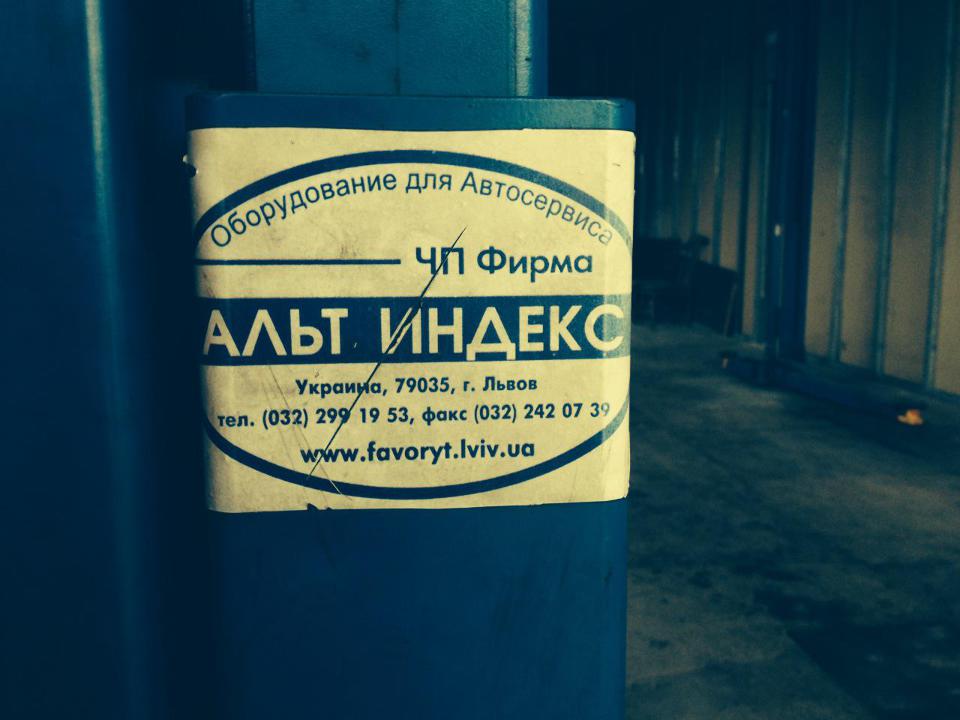 Оборудование для Автосервиса
ЧП Фирма
АЛЬТ ИНДЕКС
Украина, 79035, г. Львов
тел. (032) 299 19 53, факс (032) 242 07 39
www.favoryt.lviv.ua